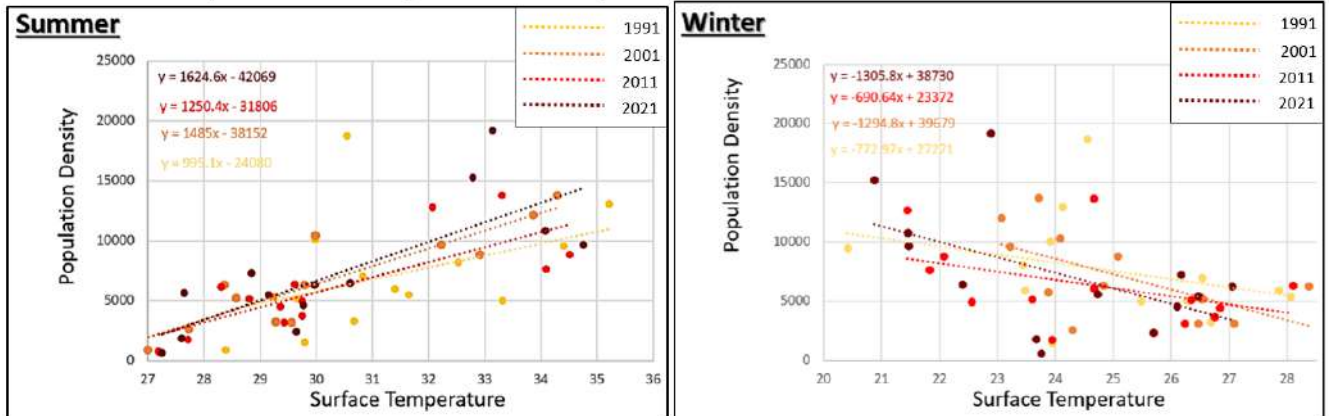 Summer
1991
2001
2011
2021
Population Density
25000
20000
15000
10000
5000
0
y = 1624.6x - 42069
y = 1250.4x - 31806
y = 1485x - 38152
y = 995.1x - 24080
27 28 29 30 31 32 33 34 35 36
Surface Temperature
Winter
1991
2001
2011
2021
Population Density
25000
20000
15000
10000
5000
0
y = -1305.8x + 38730
y = -690.64x + 23372
y = -1294.8x + 39679
y = -772.97x + 27271
20 21 22 23 24 25 26 27 28
Surface Temperature